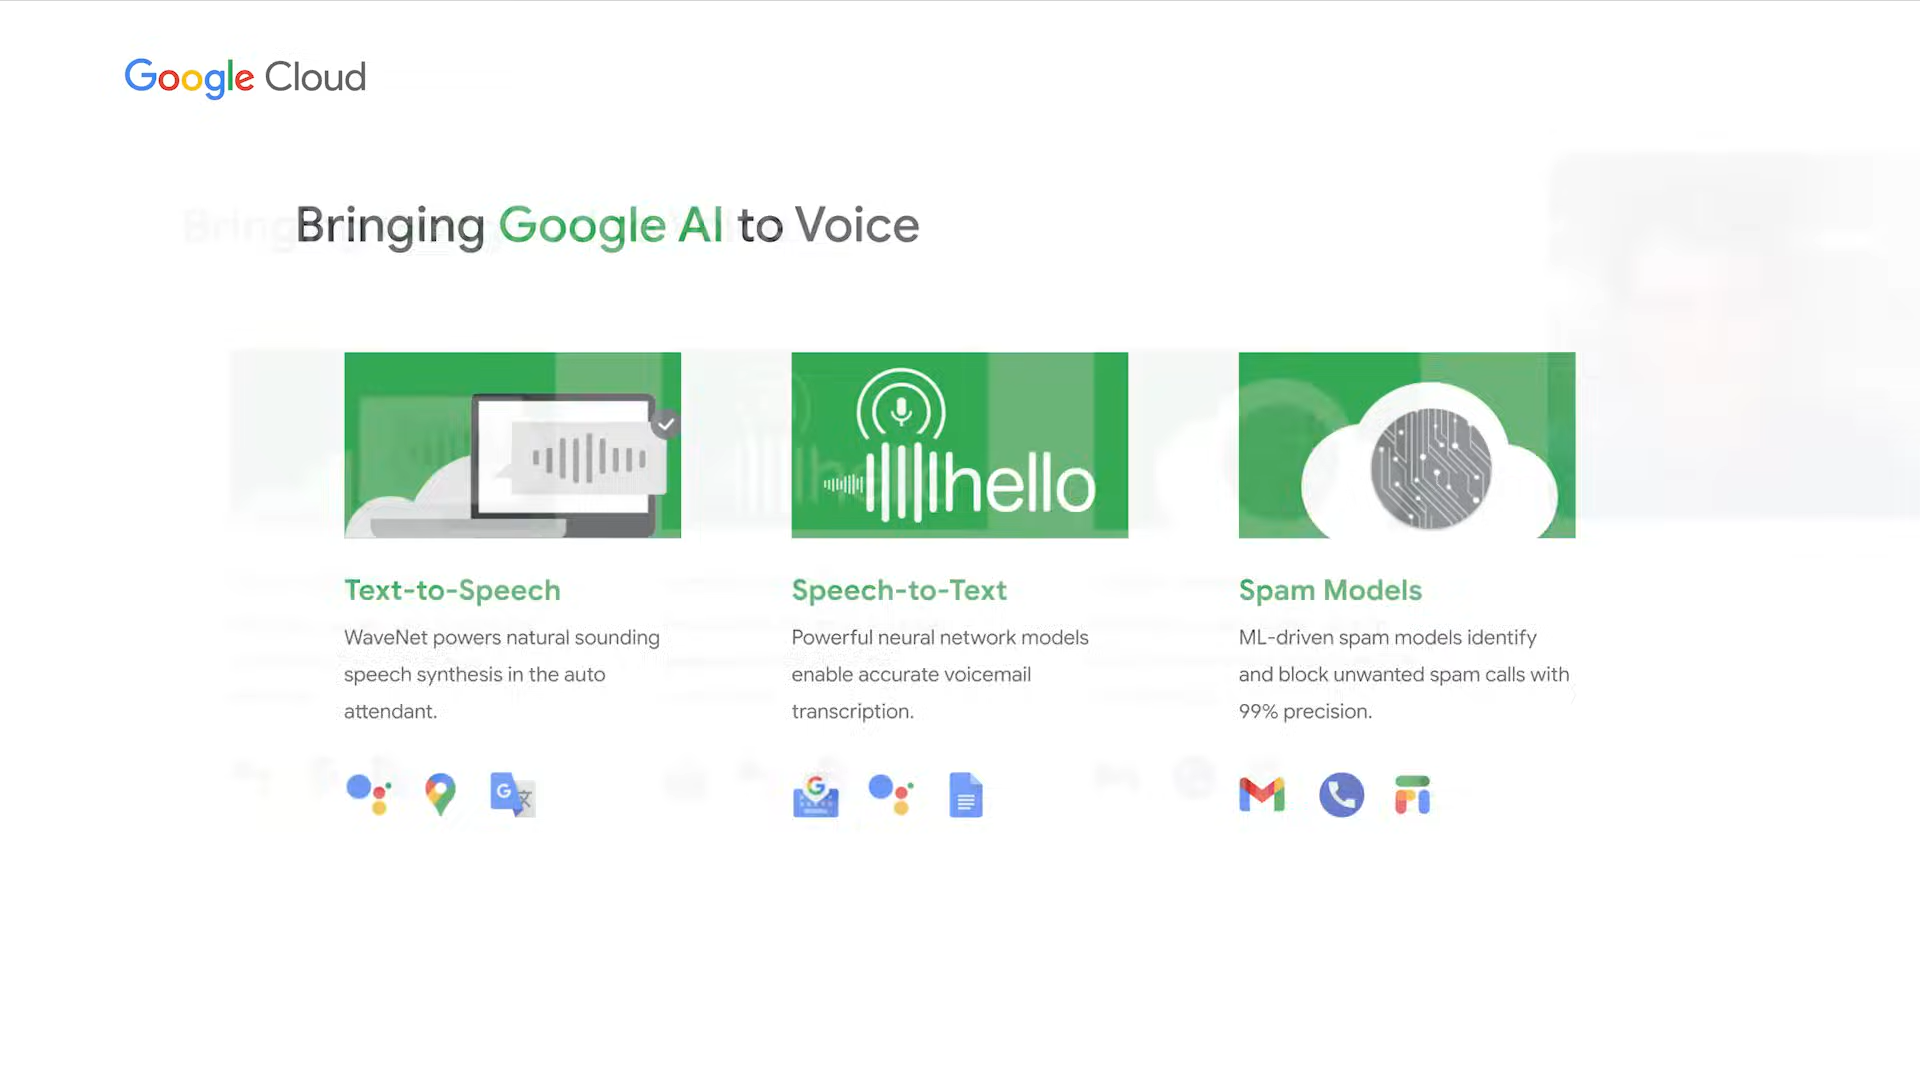 Google Cloud
Bringing Google AI to Voice
hello
Text-to-Speech
WaveNet powers natural sounding
speech synthesis in the auto
attendant.
Speech-to-Text
Powerful neural network models
enable accurate voicemail
transcription.
Spam Models
ML-driven spam models identify
and block unwanted spam calls with
99% precision.